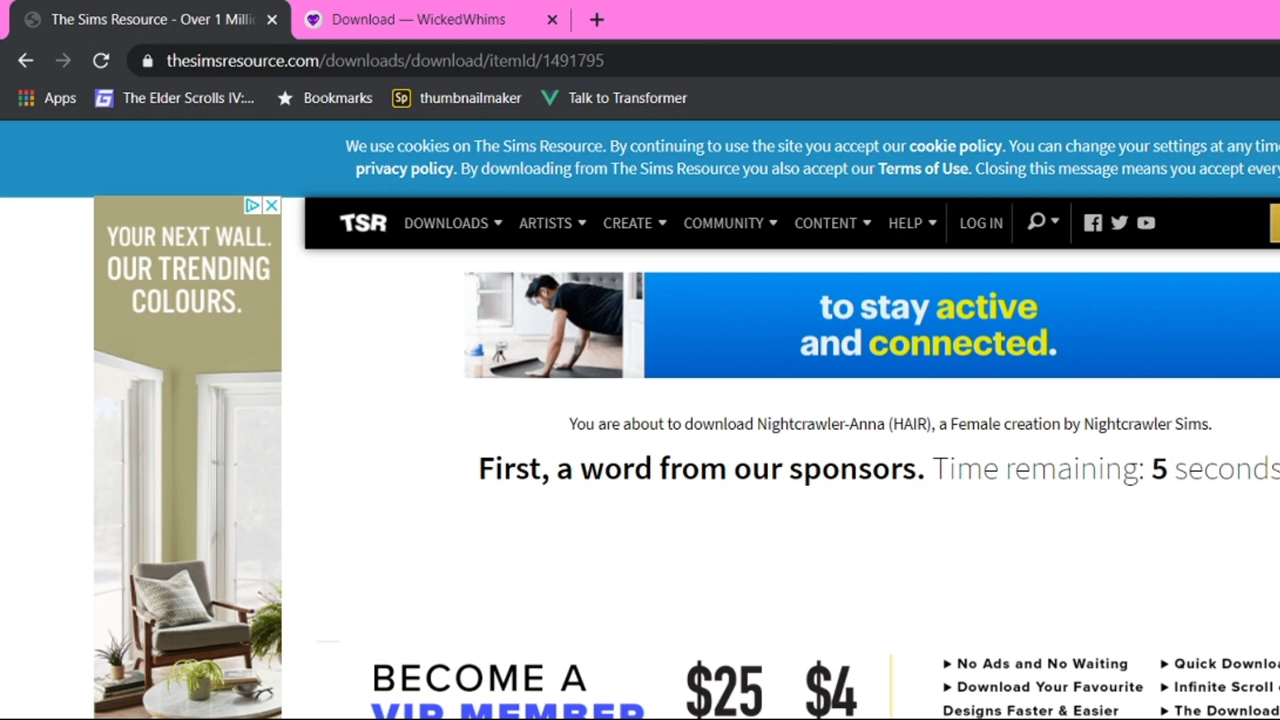 The Sims Resource - Over 1 Milli
Download — WickedWhims
thesimsresource.com/downloads/download/itemId/1491795
Apps
The Elder Scrolls IV:...
Bookmarks
Sp
thumbnailmaker
Talk to Transformer
We use cookies on The Sims Resource. By continuing to use the site you accept our cookie policy. You can change your settings at any time
privacy policy. By downloading from The Sims Resource you also accept our Terms of Use. Closing this message means you accept every
YOUR NEXT WALL.
OUR TRENDING
COLOURS.
TSR
DOWNLOADS
ARTISTS
CREATE
COMMUNITY
CONTENT
HELP
LOG IN
to stay active
and connected.
You are about to download Nightcrawler-Anna (HAIR), a Female creation by Nightcrawler Sims.
First, a word from our sponsors. Time remaining: 5 seconds
BECOME A
VIP MEMBER
$25
$4
No Ads and No Waiting
Download Your Favourite
Designs Faster & Easier
Quick Downlo
Infinite Scroll
The Download